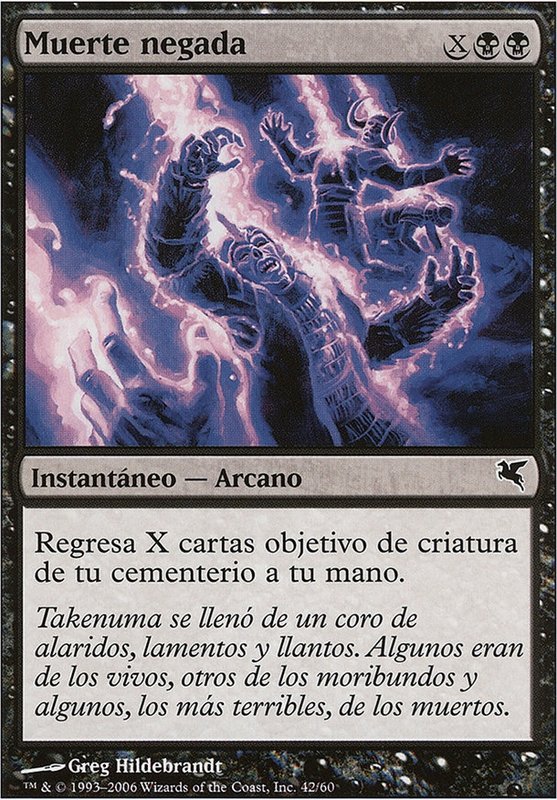 Muerte negada X
Instantáneo — Arcano
Regresa X cartas objetivo de criatura
de tu cementerio a tu mano.
Takenuma se llenó de un coro de
alaridos, lamentos y llantos. Algunos eran
de los vivos, otros de los moribundos y
algunos, los más terribles, de los muertos.
Greg Hildebrandt
™ & © 1993–2006 Wizards of the Coast, Inc. 42/60